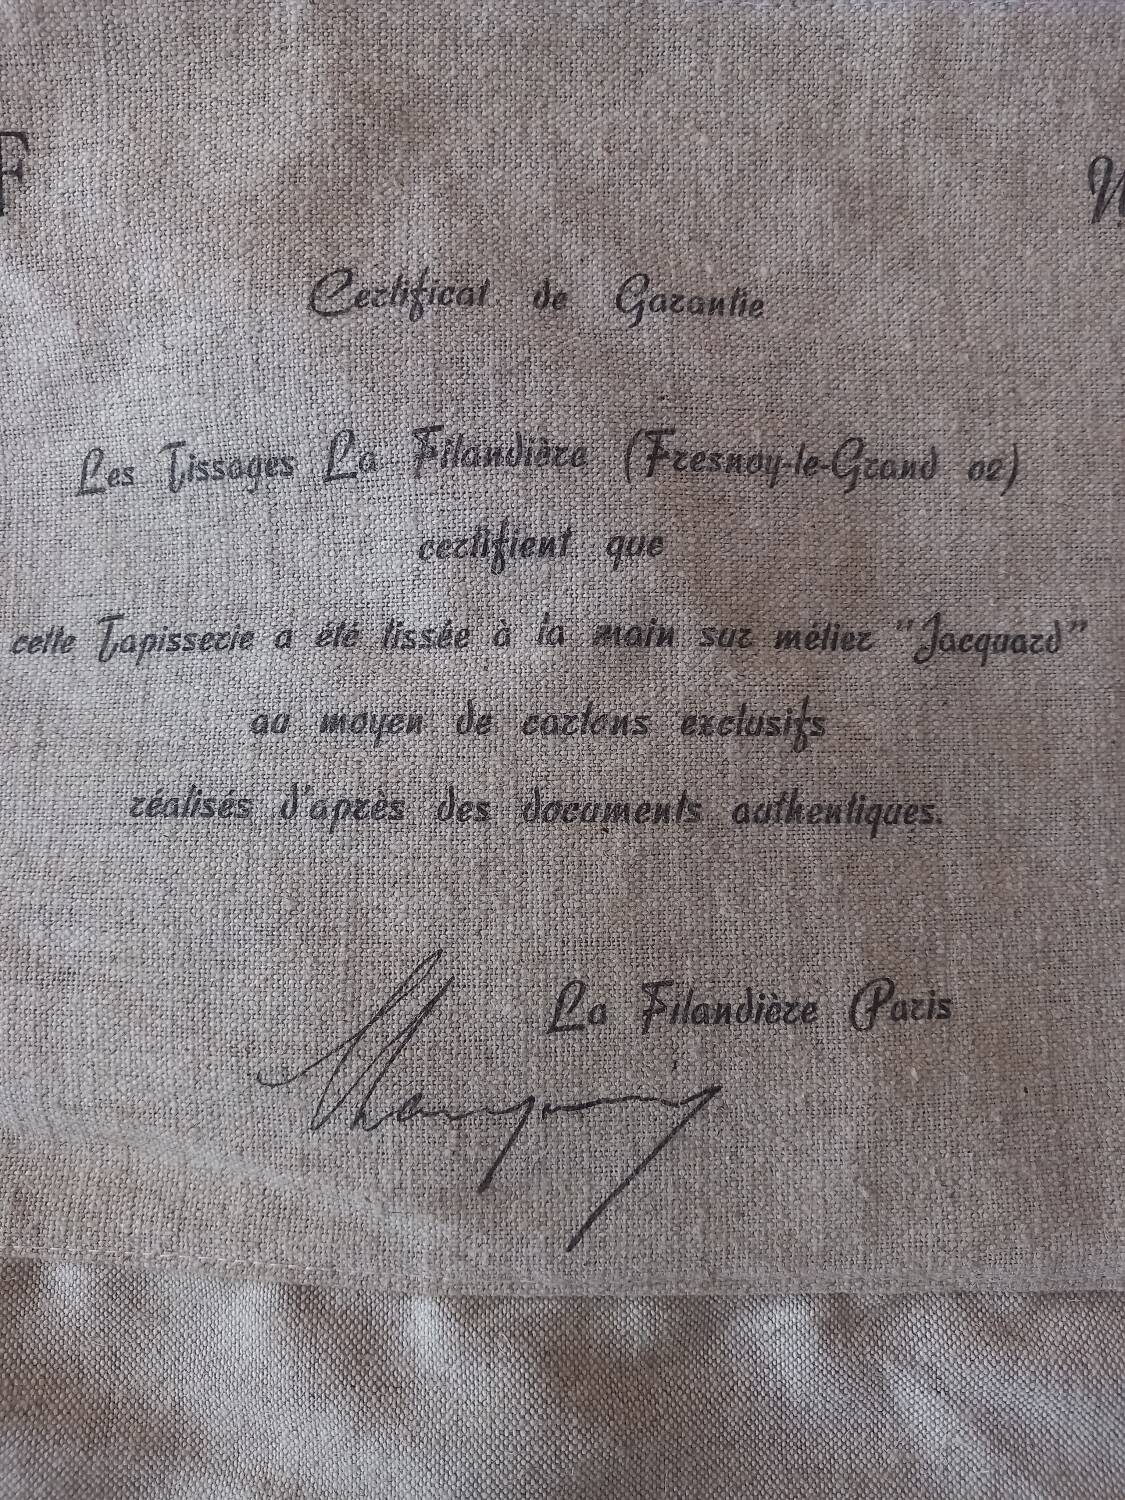 F
Certificat de Garantie
Les Tissages La Filandière (Fresnoy-le-Grand 02)
certifient que
cette Tapisserie a été tissée à la main sur métier "Jacquard"
au moyen de cartons exclusifs
réalisés d'après des documents authentiques.
La Filandière Paris